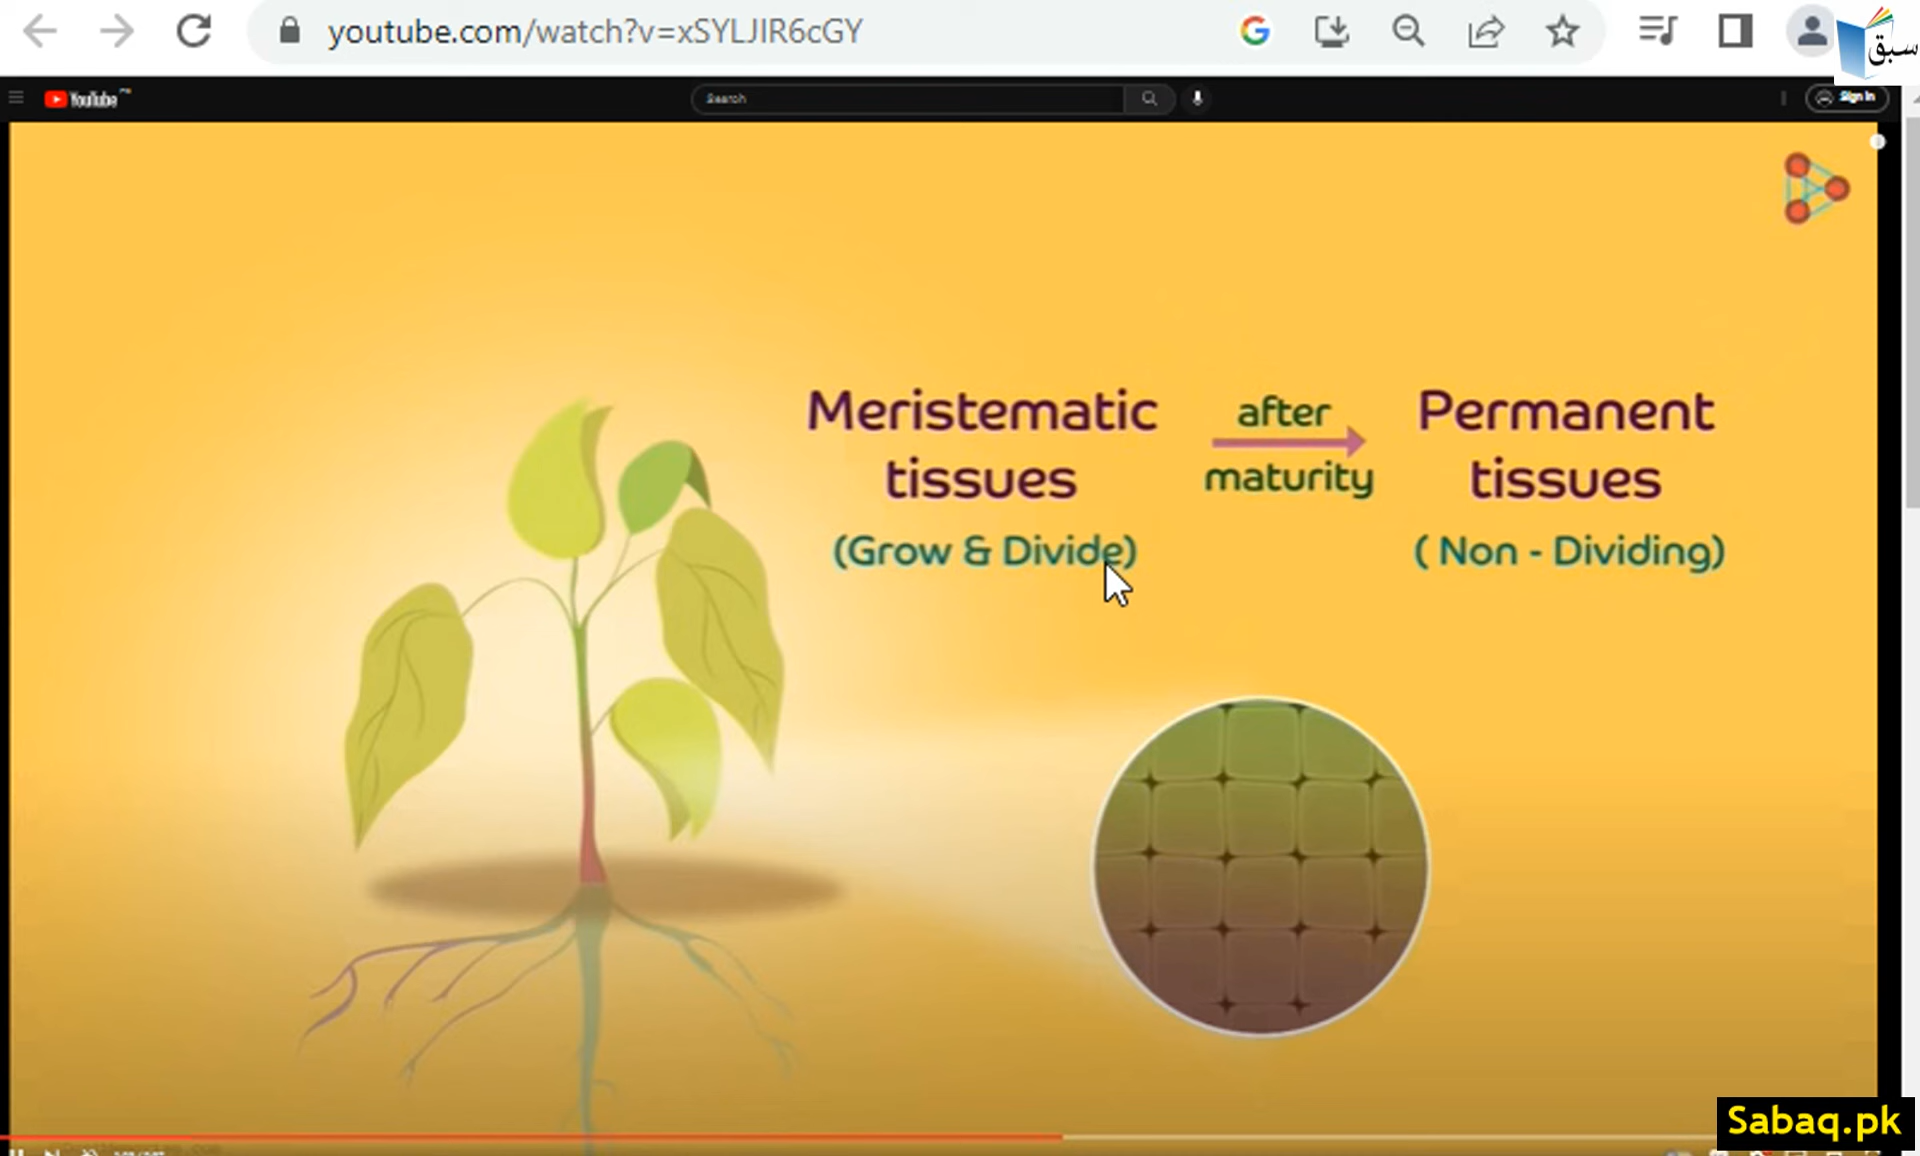 youtube.com/watch?v=xSYLJIR6cGY
سبق
YouTube PK
Search
Sign in
Meristematic
tissues
(Grow & Divide)
after
maturity
Permanent
tissues
( Non - Dividing)
Sabaq.pk